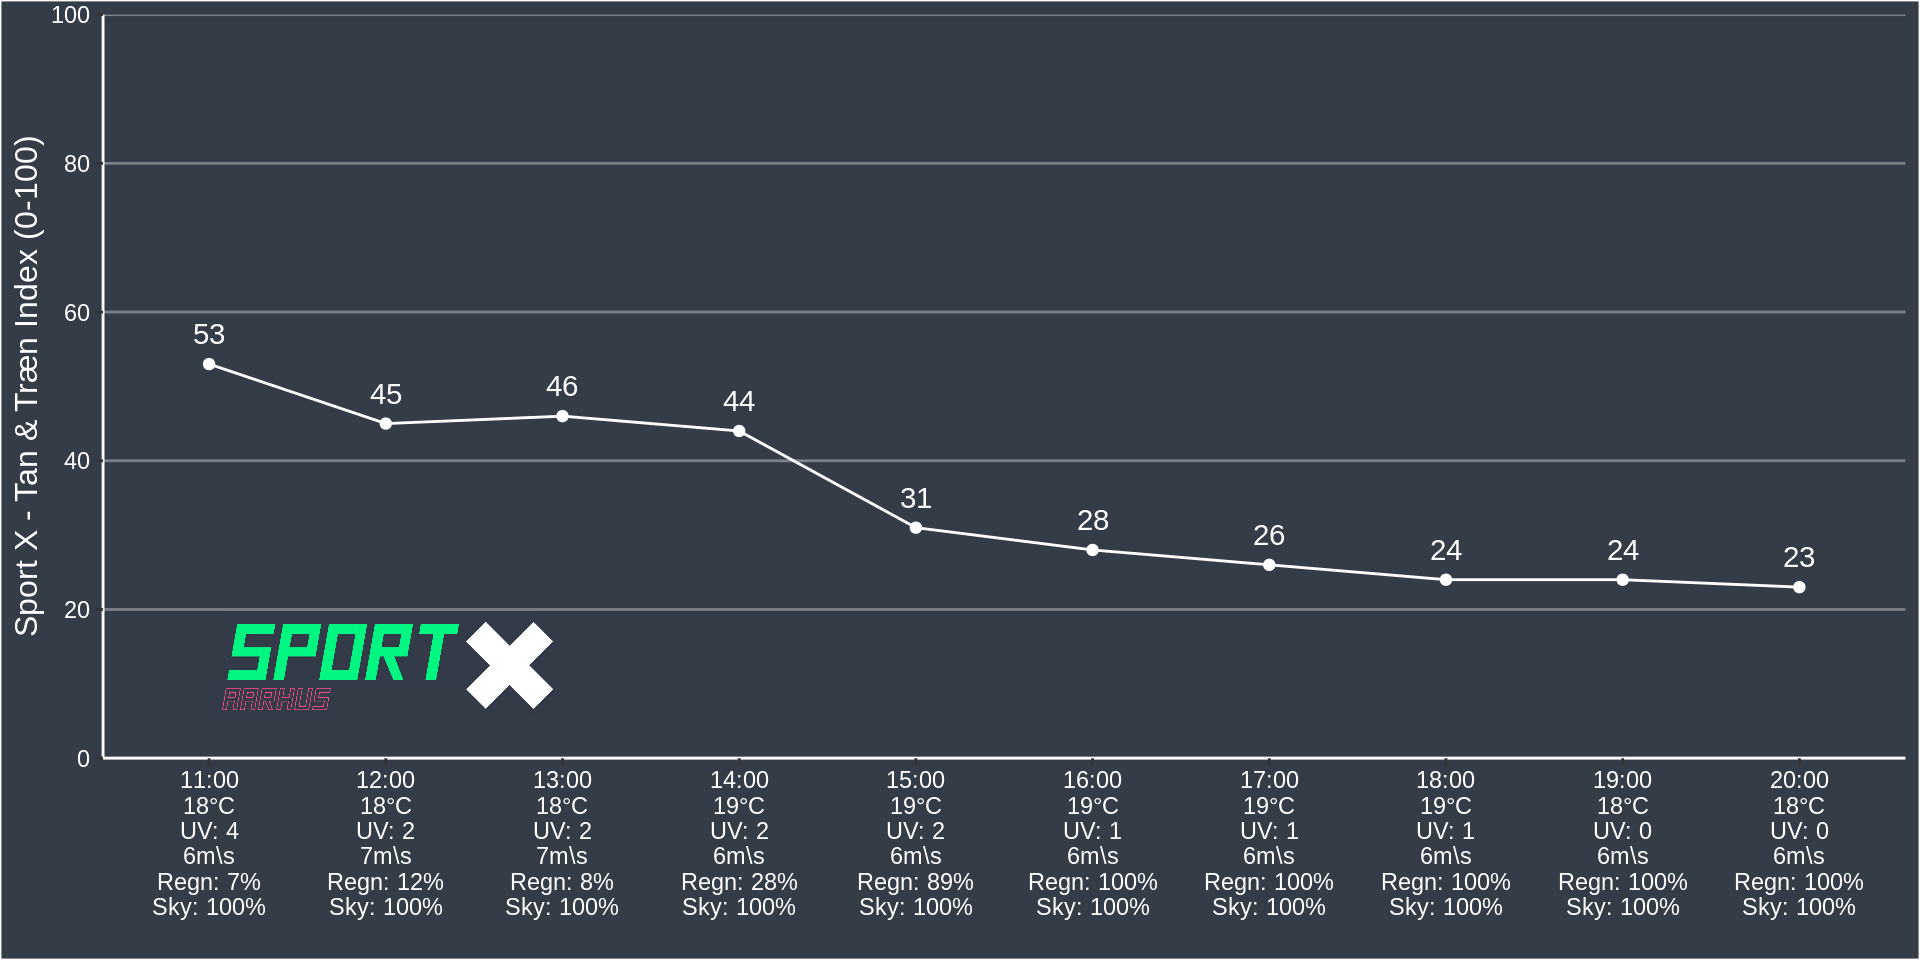 Sport X - Tan & Træn Index (0-100)
100
80
60
40
20
0
53
45
46
44
31
28
26
24
24
23
SPORT X
AARHUS
11:00 12:00 13:00 14:00 15:00 16:00 17:00 18:00 19:00 20:00
18°C 18°C 18°C 19°C 19°C 19°C 19°C 19°C 18°C 18°C
UV: 4 UV: 2 UV: 2 UV: 2 UV: 2 UV: 1 UV: 1 UV: 1 UV: 0 UV: 0
6m\s 7m\s 7m\s 6m\s 6m\s 6m\s 6m\s 6m\s 6m\s 6m\s
Regn: 7% Regn: 12% Regn: 8% Regn: 28% Regn: 89% Regn: 100% Regn: 100% Regn: 100% Regn: 100% Regn: 100%
Sky: 100% Sky: 100% Sky: 100% Sky: 100% Sky: 100% Sky: 100% Sky: 100% Sky: 100% Sky: 100% Sky: 100%